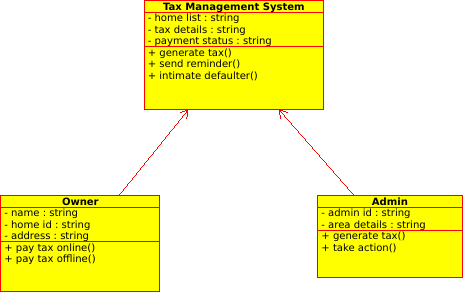 Tax Management System
- home list : string
- tax details : string
- payment status : string
+ generate tax()
+ send reminder()
+ intimate defaulter()
Owner
- name : string
- home id : string
- address : string
+ pay tax online()
+ pay tax offline()
Admin
- admin id : string
- area details : string
+ generate tax()
+ take action()